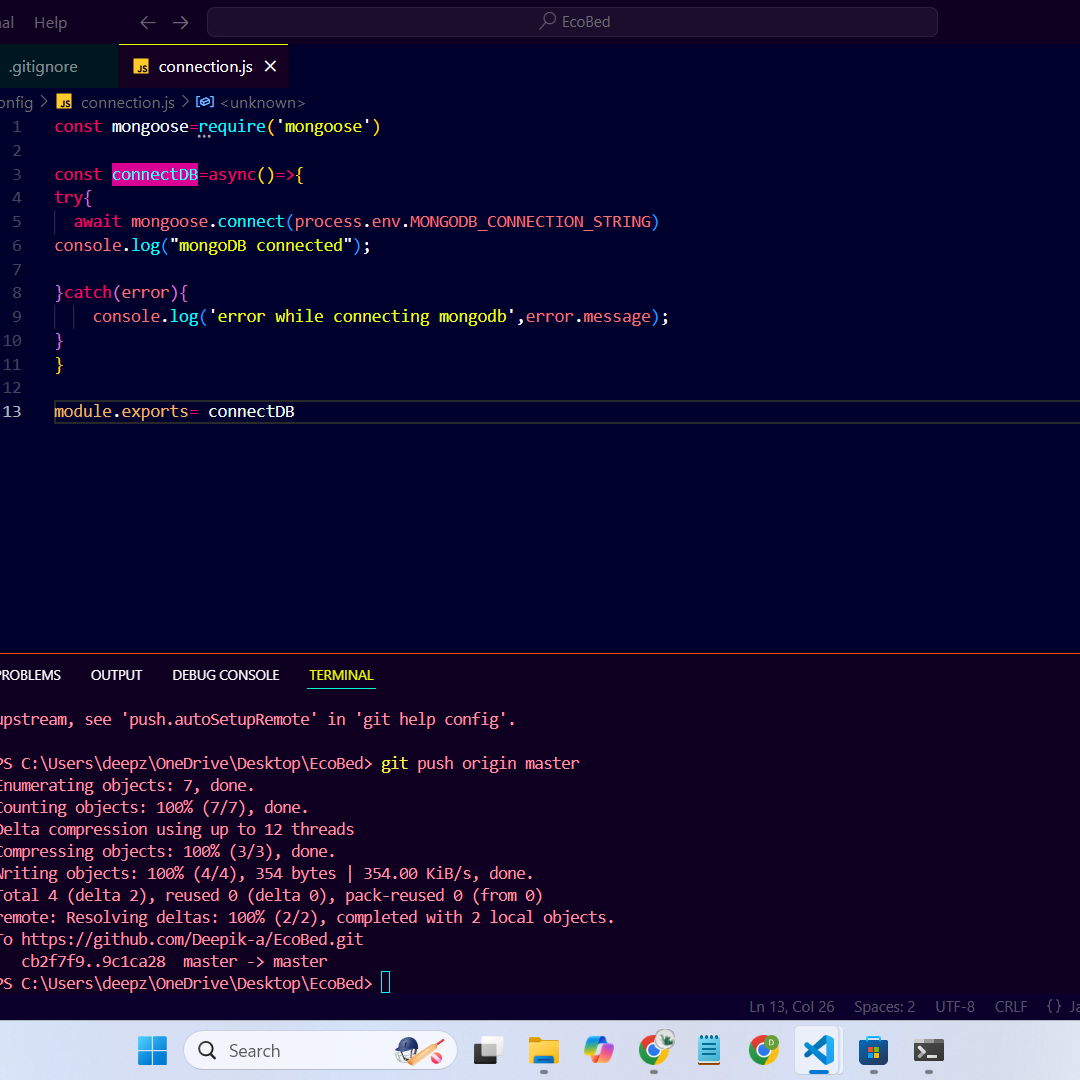 al Help EcoBed
.gitignore JS connection.js
onfig > JS connection.js > <unknown>
1 const mongoose=require('mongoose')
2
3 const connectDB=async()=>{
4 try{
5 await mongoose.connect(process.env.MONGODB_CONNECTION_STRING)
6 console.log("mongoDB connected");
7
8 }catch(error){
9 console.log('error while connecting mongodb',error.message);
10 }
11 }
12
13 module.exports= connectDB
PROBLEMS OUTPUT DEBUG CONSOLE TERMINAL
upstream, see 'push.autoSetupRemote' in 'git help config'.
PS C:\Users\deepz\OneDrive\Desktop\EcoBed> git push origin master
Enumerating objects: 7, done.
Counting objects: 100% (7/7), done.
Delta compression using up to 12 threads
Compressing objects: 100% (3/3), done.
Writing objects: 100% (4/4), 354 bytes | 354.00 KiB/s, done.
Total 4 (delta 2), reused 0 (delta 0), pack-reused 0 (from 0)
remote: Resolving deltas: 100% (2/2), completed with 2 local objects.
To https://github.com/Deepik-a/EcoBed.git
cb2f7f9..9c1ca28 master -> master
PS C:\Users\deepz\OneDrive\Desktop\EcoBed>
Ln 13, Col 26 Spaces: 2 UTF-8 CRLF {} Ja
Search